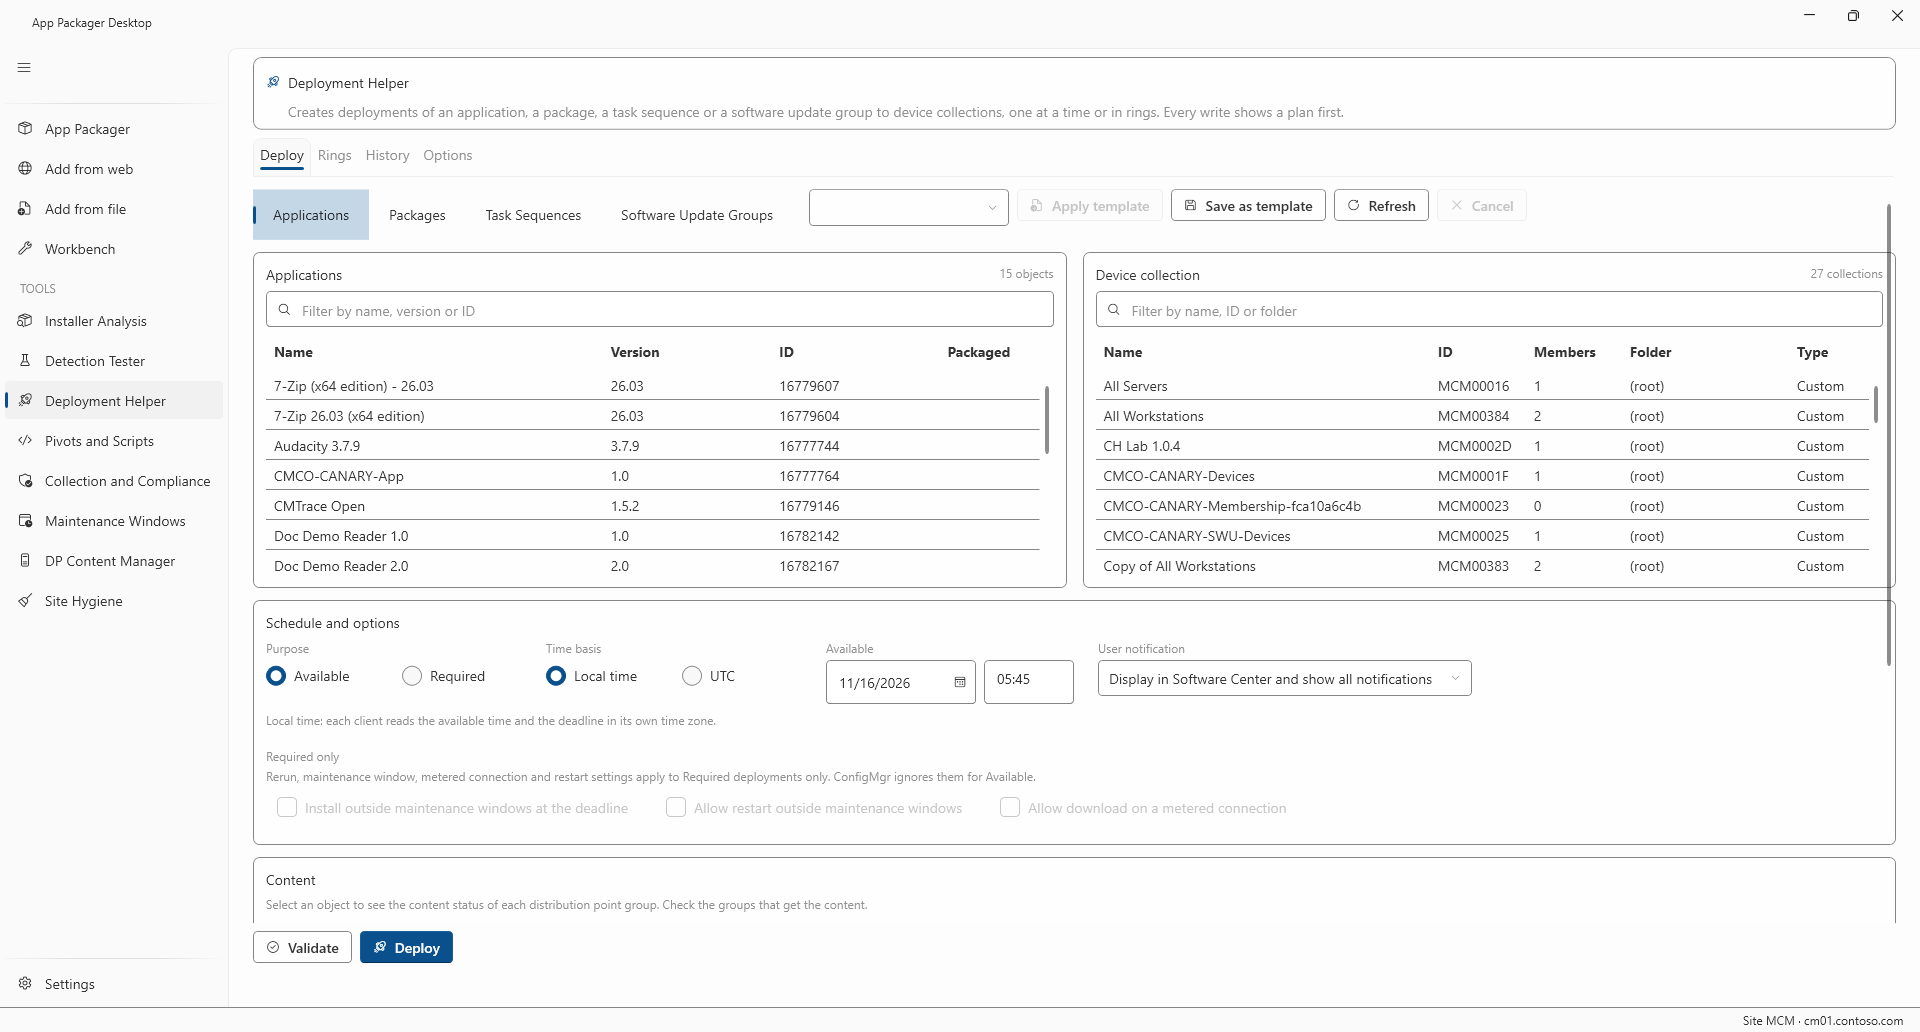 App Packager Desktop
App Packager
Add from web
Add from file
Workbench
TOOLS
Installer Analysis
Detection Tester
Deployment Helper
Pivots and Scripts
Collection and Compliance
Maintenance Windows
DP Content Manager
Site Hygiene
Settings
Deployment Helper
Creates deployments of an application, a package, a task sequence or a software update group to device collections, one at a time or in rings. Every write shows a plan first.
Deploy Rings History Options
Applications Packages Task Sequences Software Update Groups Apply template Save as template Refresh Cancel
Applications 15 objects
Filter by name, version or ID
Name Version ID Packaged
7-Zip (x64 edition) - 26.03 26.03 16779607
7-Zip 26.03 (x64 edition) 26.03 16779604
Audacity 3.7.9 3.7.9 16777744
CMCO-CANARY-App 1.0 16777764
CMTrace Open 1.5.2 16779146
Doc Demo Reader 1.0 1.0 16782142
Doc Demo Reader 2.0 2.0 16782167
Device collection 27 collections
Filter by name, ID or folder
Name ID Members Folder Type
All Servers MCM00016 1 (root) Custom
All Workstations MCM00384 2 (root) Custom
CH Lab 1.0.4 MCM0002D 1 (root) Custom
CMCO-CANARY-Devices MCM0001F 1 (root) Custom
CMCO-CANARY-Membership-fca10a6c4b MCM00023 0 (root) Custom
CMCO-CANARY-SWU-Devices MCM00025 1 (root) Custom
Copy of All Workstations MCM00383 2 (root) Custom
Schedule and options
Purpose Time basis Available User notification
Available Required Local time UTC 11/16/2026 05:45 Display in Software Center and show all notifications
Local time: each client reads the available time and the deadline in its own time zone.
Required only
Rerun, maintenance window, metered connection and restart settings apply to Required deployments only. ConfigMgr ignores them for Available.
Install outside maintenance windows at the deadline Allow restart outside maintenance windows Allow download on a metered connection
Content
Select an object to see the content status of each distribution point group. Check the groups that get the content.
Validate Deploy
Site MCM · cm01.contoso.com